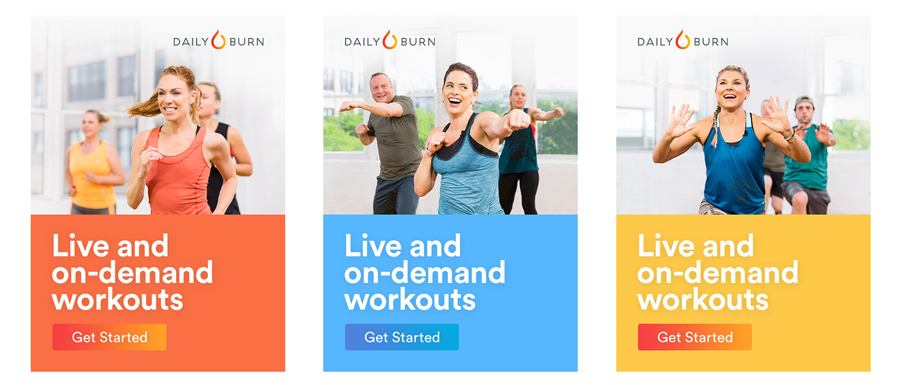 DAILY BURN
Live and
on-demand
workouts
Get Started
DAILY BURN
Live and
on-demand
workouts
Get Started
DAILY BURN
Live and
on-demand
workouts
Get Started